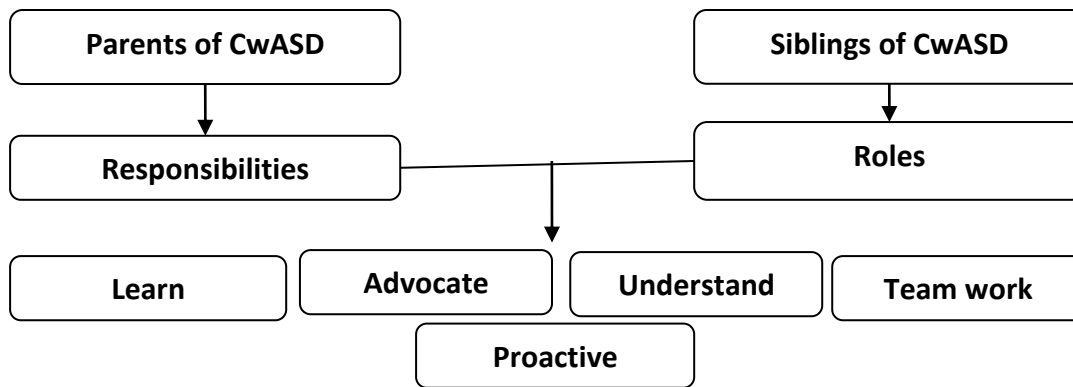 Parents of CwASD
Siblings of CwASD
Responsibilities
Roles
Learn
Advocate
Understand
Team work
Proactive